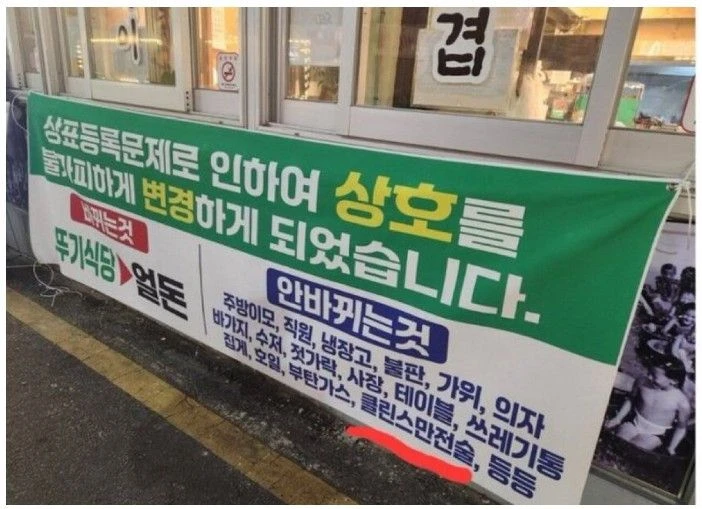 겹
상표등록문제로 인하여 상호를
불가피하게 변경하게 되었습니다.
바뀌는것
뚜기식당▶얼돈
안바뀌는것
주방이모, 직원, 냉장고, 불판, 가위, 의자
바가지, 수저, 젓가락, 사장, 테이블, 쓰레기통
집게, 호일, 부탄가스, 클린스만전술, 등등